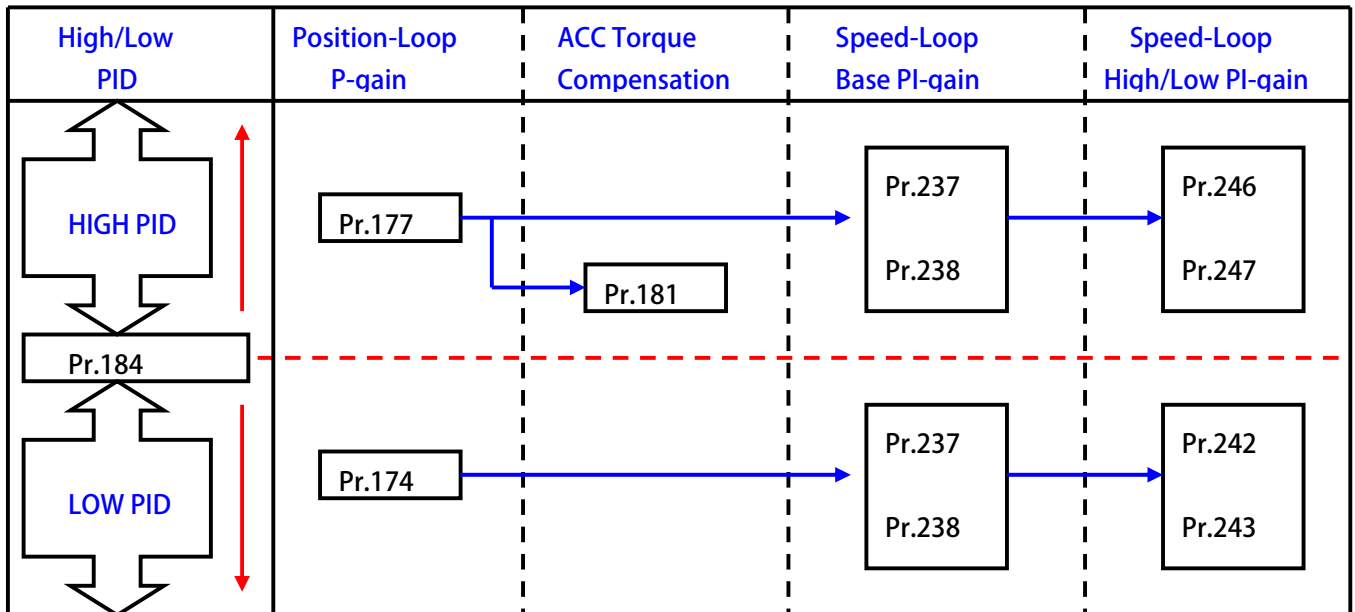 High/Low
PID
Position-Loop
P-gain
ACC Torque
Compensation
Speed-Loop
Base PI-gain
Speed-Loop
High/Low PI-gain
HIGH PID
Pr.177
Pr.181
Pr.237
Pr.238
Pr.246
Pr.247
Pr.184
LOW PID
Pr.174
Pr.237
Pr.238
Pr.242
Pr.243